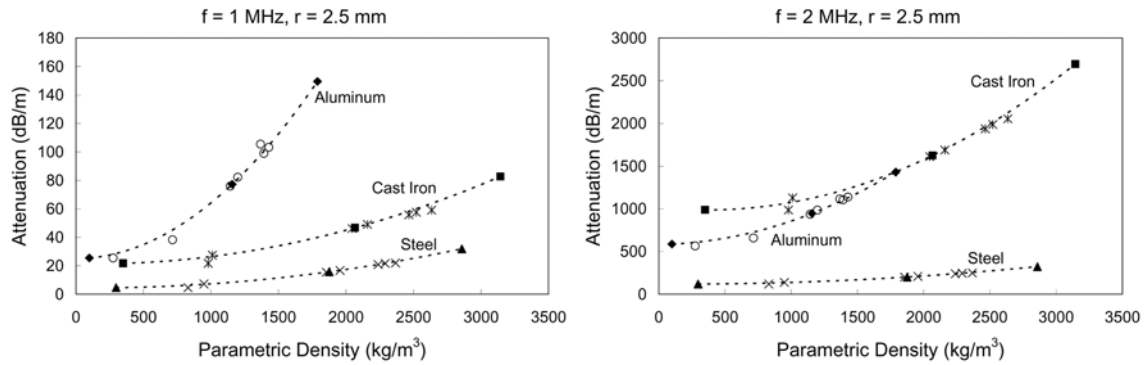 f = 1 MHz, r = 2.5 mm
180
160
140
120
100
80
60
40
20
0
Attenuation (dB/m)
Aluminum
Cast Iron
Steel
0 500 1000 1500 2000 2500 3000 3500
Parametric Density (kg/m³)
f = 2 MHz, r = 2.5 mm
3000
2500
2000
1500
1000
500
0
Attenuation (dB/m)
Cast Iron
Aluminum
Steel
0 500 1000 1500 2000 2500 3000 3500
Parametric Density (kg/m³)